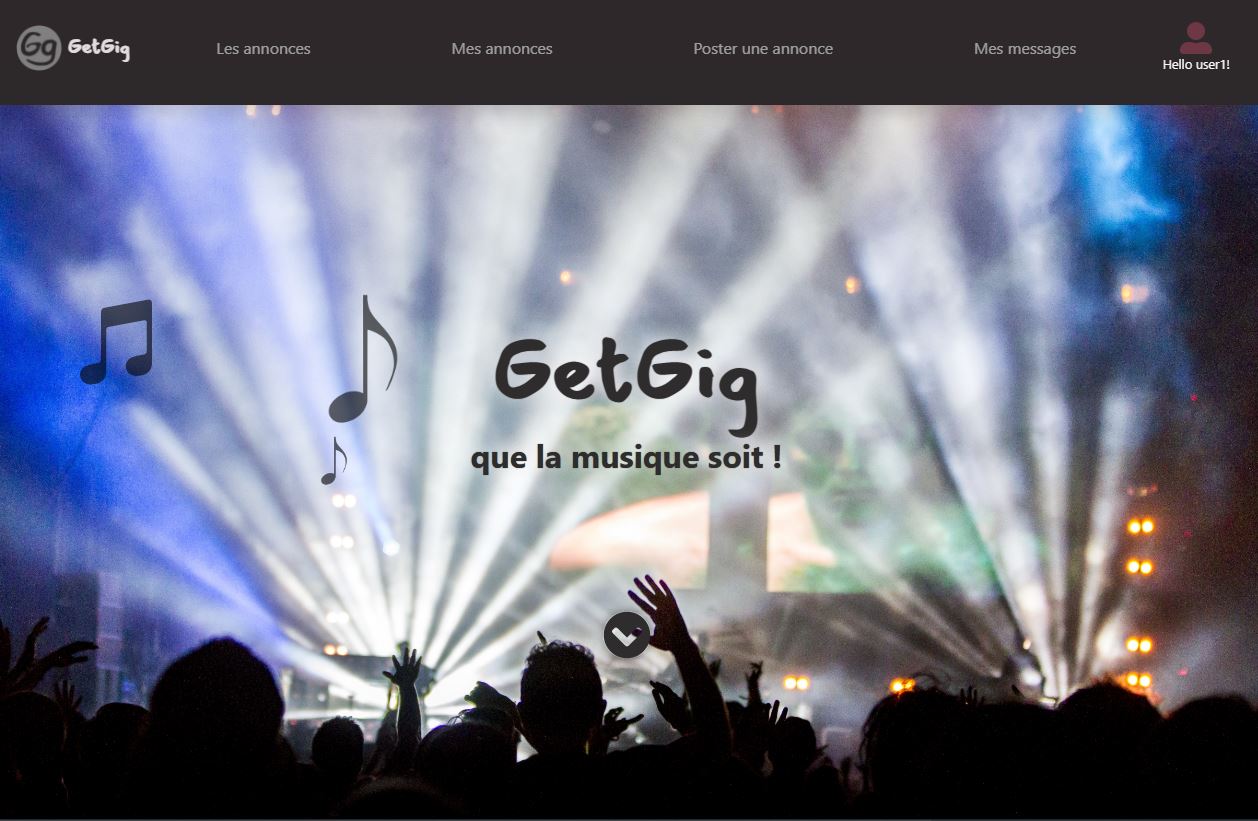 Gg GetGig
Les annonces
Mes annonces
Poster une annonce
Mes messages
Hello user1!
GetGig
que la musique soit !